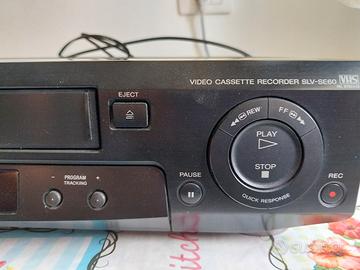 VIDEO CASSETTE RECORDER SLV-SE60
VHS
EJECT
REW
FF
PLAY
STOP
PAUSE
REC
QUICK RESPONSE
- PROGRAM +
TRACKING